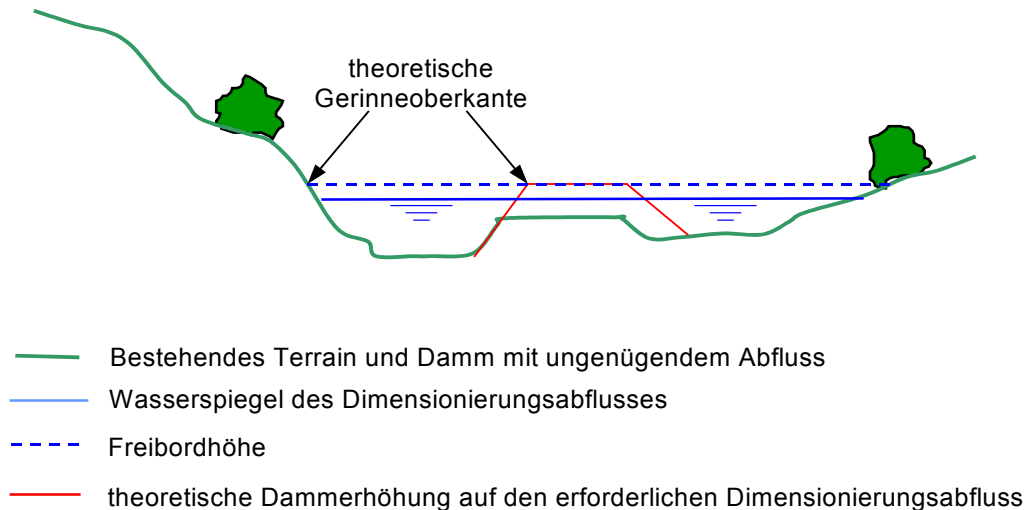 theoretische
Gerinneoberkante
Bestehendes Terrain und Damm mit ungenügendem Abfluss
Wasserspiegel des Dimensionierungsabflusses
Freibordhöhe
theoretische Dammerhöhung auf den erforderlichen Dimensionierungsabfluss